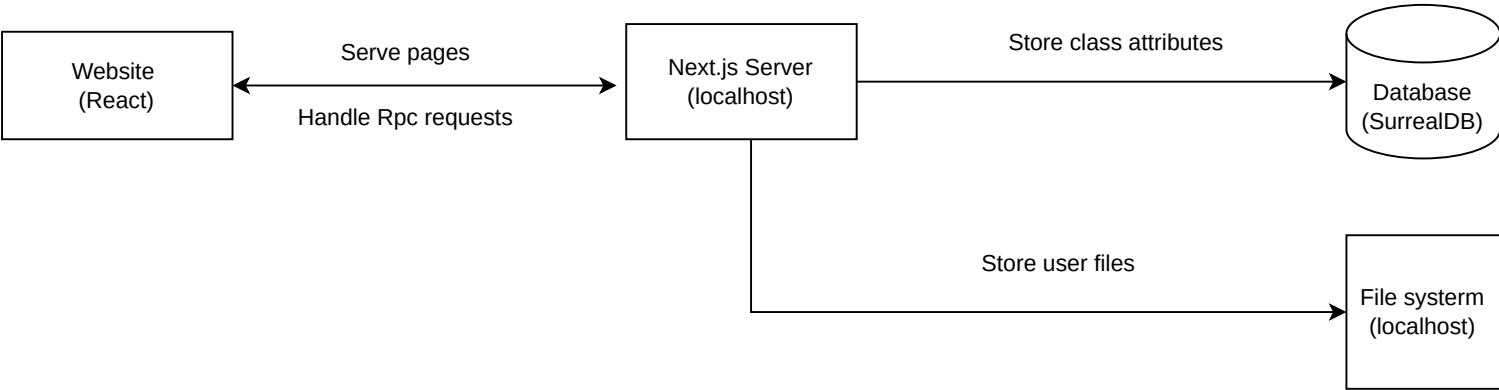 Website
(React)
Serve pages
Handle Rpc requests
Next.js Server
(localhost)
Store class attributes
Database
(SurrealDB)
Store user files
File systerm
(localhost)